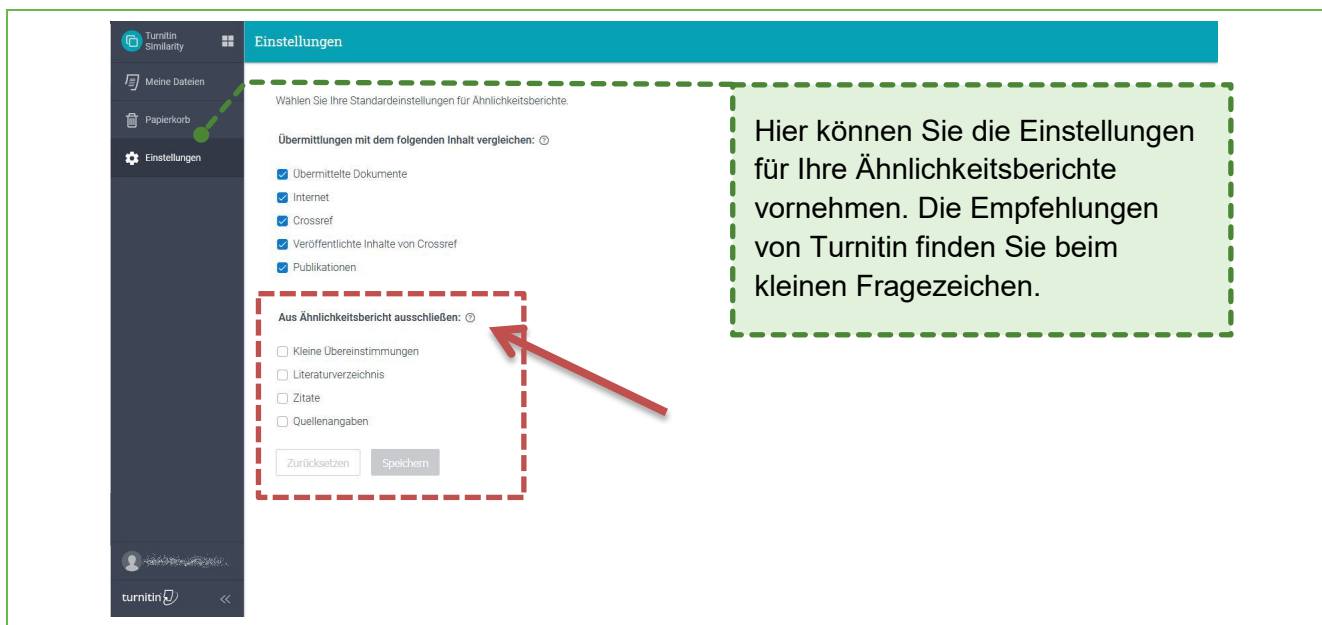 Turnitin
Similarity
Einstellungen
Meine Dateien
Papierkorb
Einstellungen
Wählen Sie Ihre Standardeinstellungen für Ähnlichkeitsberichte.
Übermittlungen mit dem folgenden Inhalt vergleichen:
Übermittelte Dokumente
Internet
Crossref
Veröffentlichte Inhalte von Crossref
Publikationen
Aus Ähnlichkeitsbericht ausschließen:
Kleine Übereinstimmungen
Literaturverzeichnis
Zitate
Quellenangaben
Zurücksetzen Speichern
Hier können Sie die Einstellungen
für Ihre Ähnlichkeitsberichte
vornehmen. Die Empfehlungen
von Turnitin finden Sie beim
kleinen Fragezeichen.
turnitin